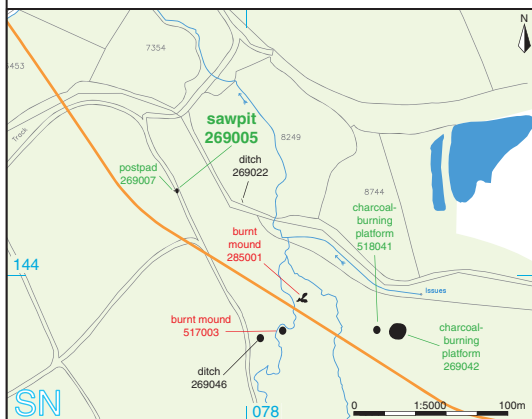 N
7354
6453
sawpit
269005
8249
Track
ditch
269022
postpad
269007
8744
charcoal-
burning
platform
518041
burnt
mound
285001
144
Issues
burnt mound
517003
charcoal-
burning
platform
269042
ditch
269046
SN
078
0
1:5000
100m